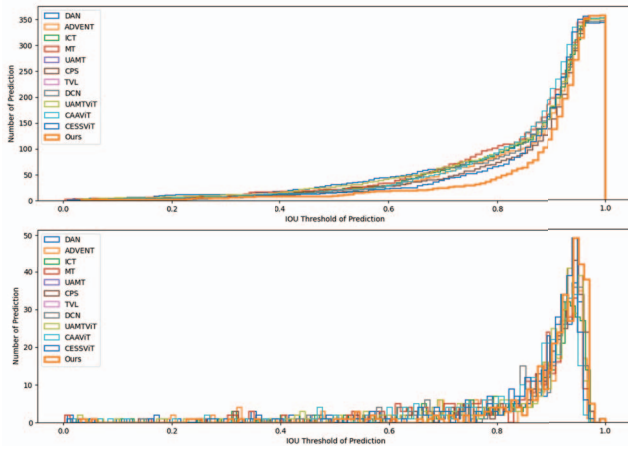 350
300
250
200
150
100
50
0
Number of Prediction
DAN
ADVENT
ICT
MT
UAMT
CPS
TVL
DCN
UAMTViT
CAAViT
CESSViT
Ours
0.0 0.2 0.4 0.6 0.8 1.0
IOU Threshold of Prediction
50
40
30
20
10
0
Number of Prediction
DAN
ADVENT
ICT
MT
UAMT
CPS
TVL
DCN
UAMTViT
CAAViT
CESSViT
Ours
0.0 0.2 0.4 0.6 0.8 1.0
IOU Threshold of Prediction